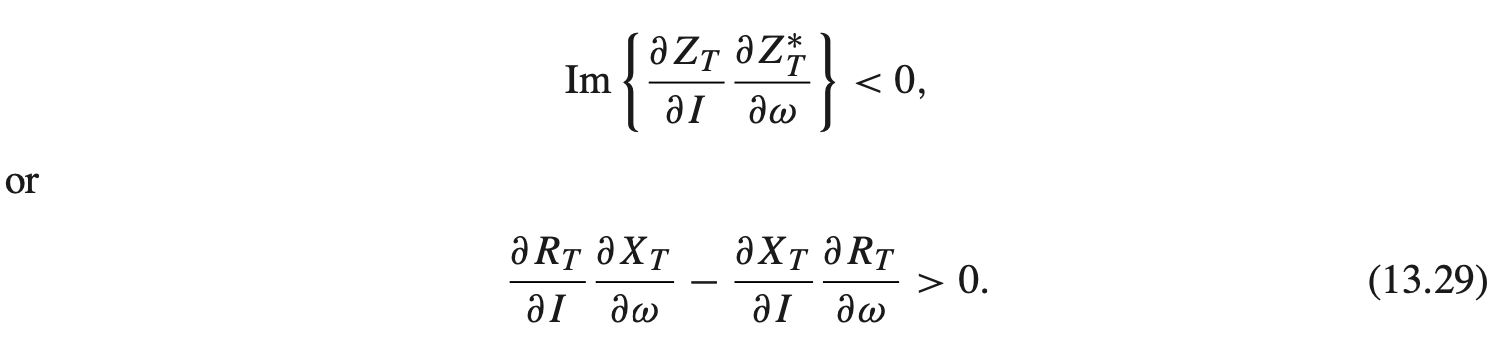 Im { ∂Z_T/∂I ∂Z_T^*/∂ω } < 0,
or
∂R_T/∂I ∂X_T/∂ω − ∂X_T/∂I ∂R_T/∂ω > 0. (13.29)